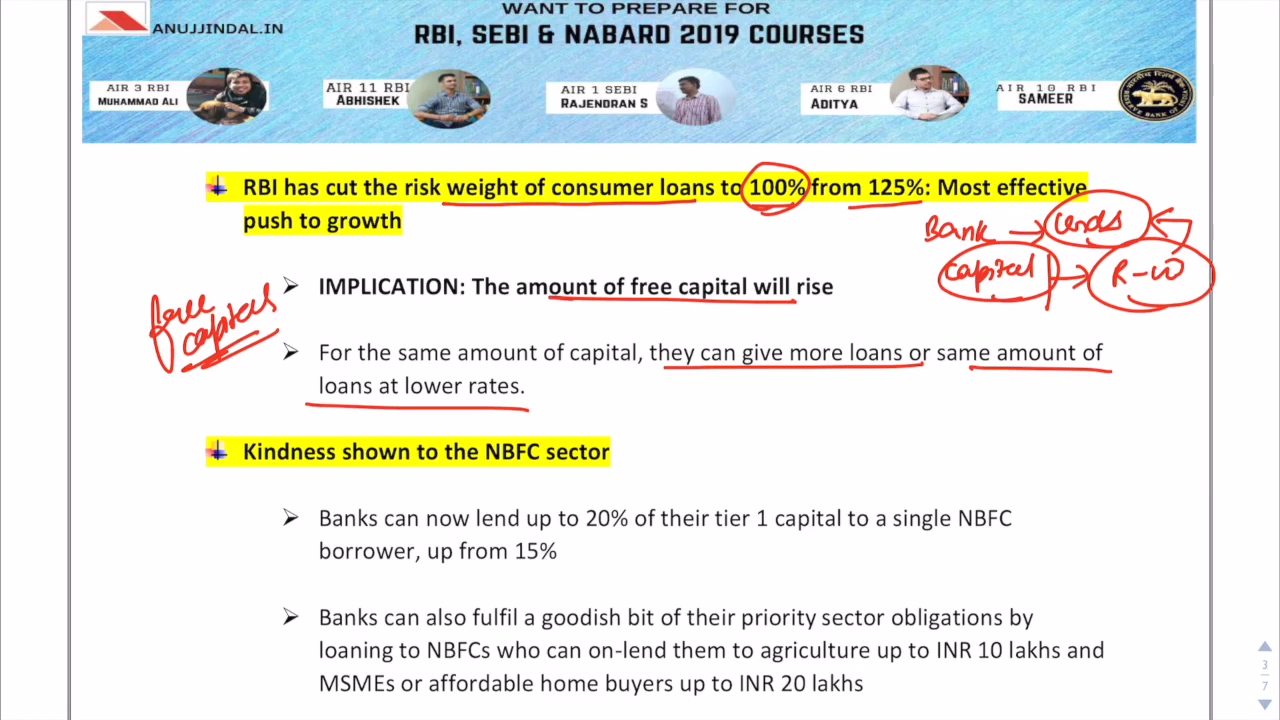 WANT TO PREPARE FOR
ANUJJINDAL.IN
RBI, SEBI & NABARD 2019 COURSES
AIR 3 RBI
MUHAMMAD ALI
AIR 11 RBI
ABHISHEK
AIR 1 SEBI
RAJENDRAN S
AIR 6 RBI
ADITYA
AIR 10 RBI
SAMEER
RBI has cut the risk weight of consumer loans to 100% from 125%: Most effective
push to growth
Bank → lends
capital → R-W
IMPLICATION: The amount of free capital will rise
free
capital
For the same amount of capital, they can give more loans or same amount of
loans at lower rates.
Kindness shown to the NBFC sector
Banks can now lend up to 20% of their tier 1 capital to a single NBFC
borrower, up from 15%
Banks can also fulfil a goodish bit of their priority sector obligations by
loaning to NBFCs who can on-lend them to agriculture up to INR 10 lakhs and
MSMEs or affordable home buyers up to INR 20 lakhs
3
7